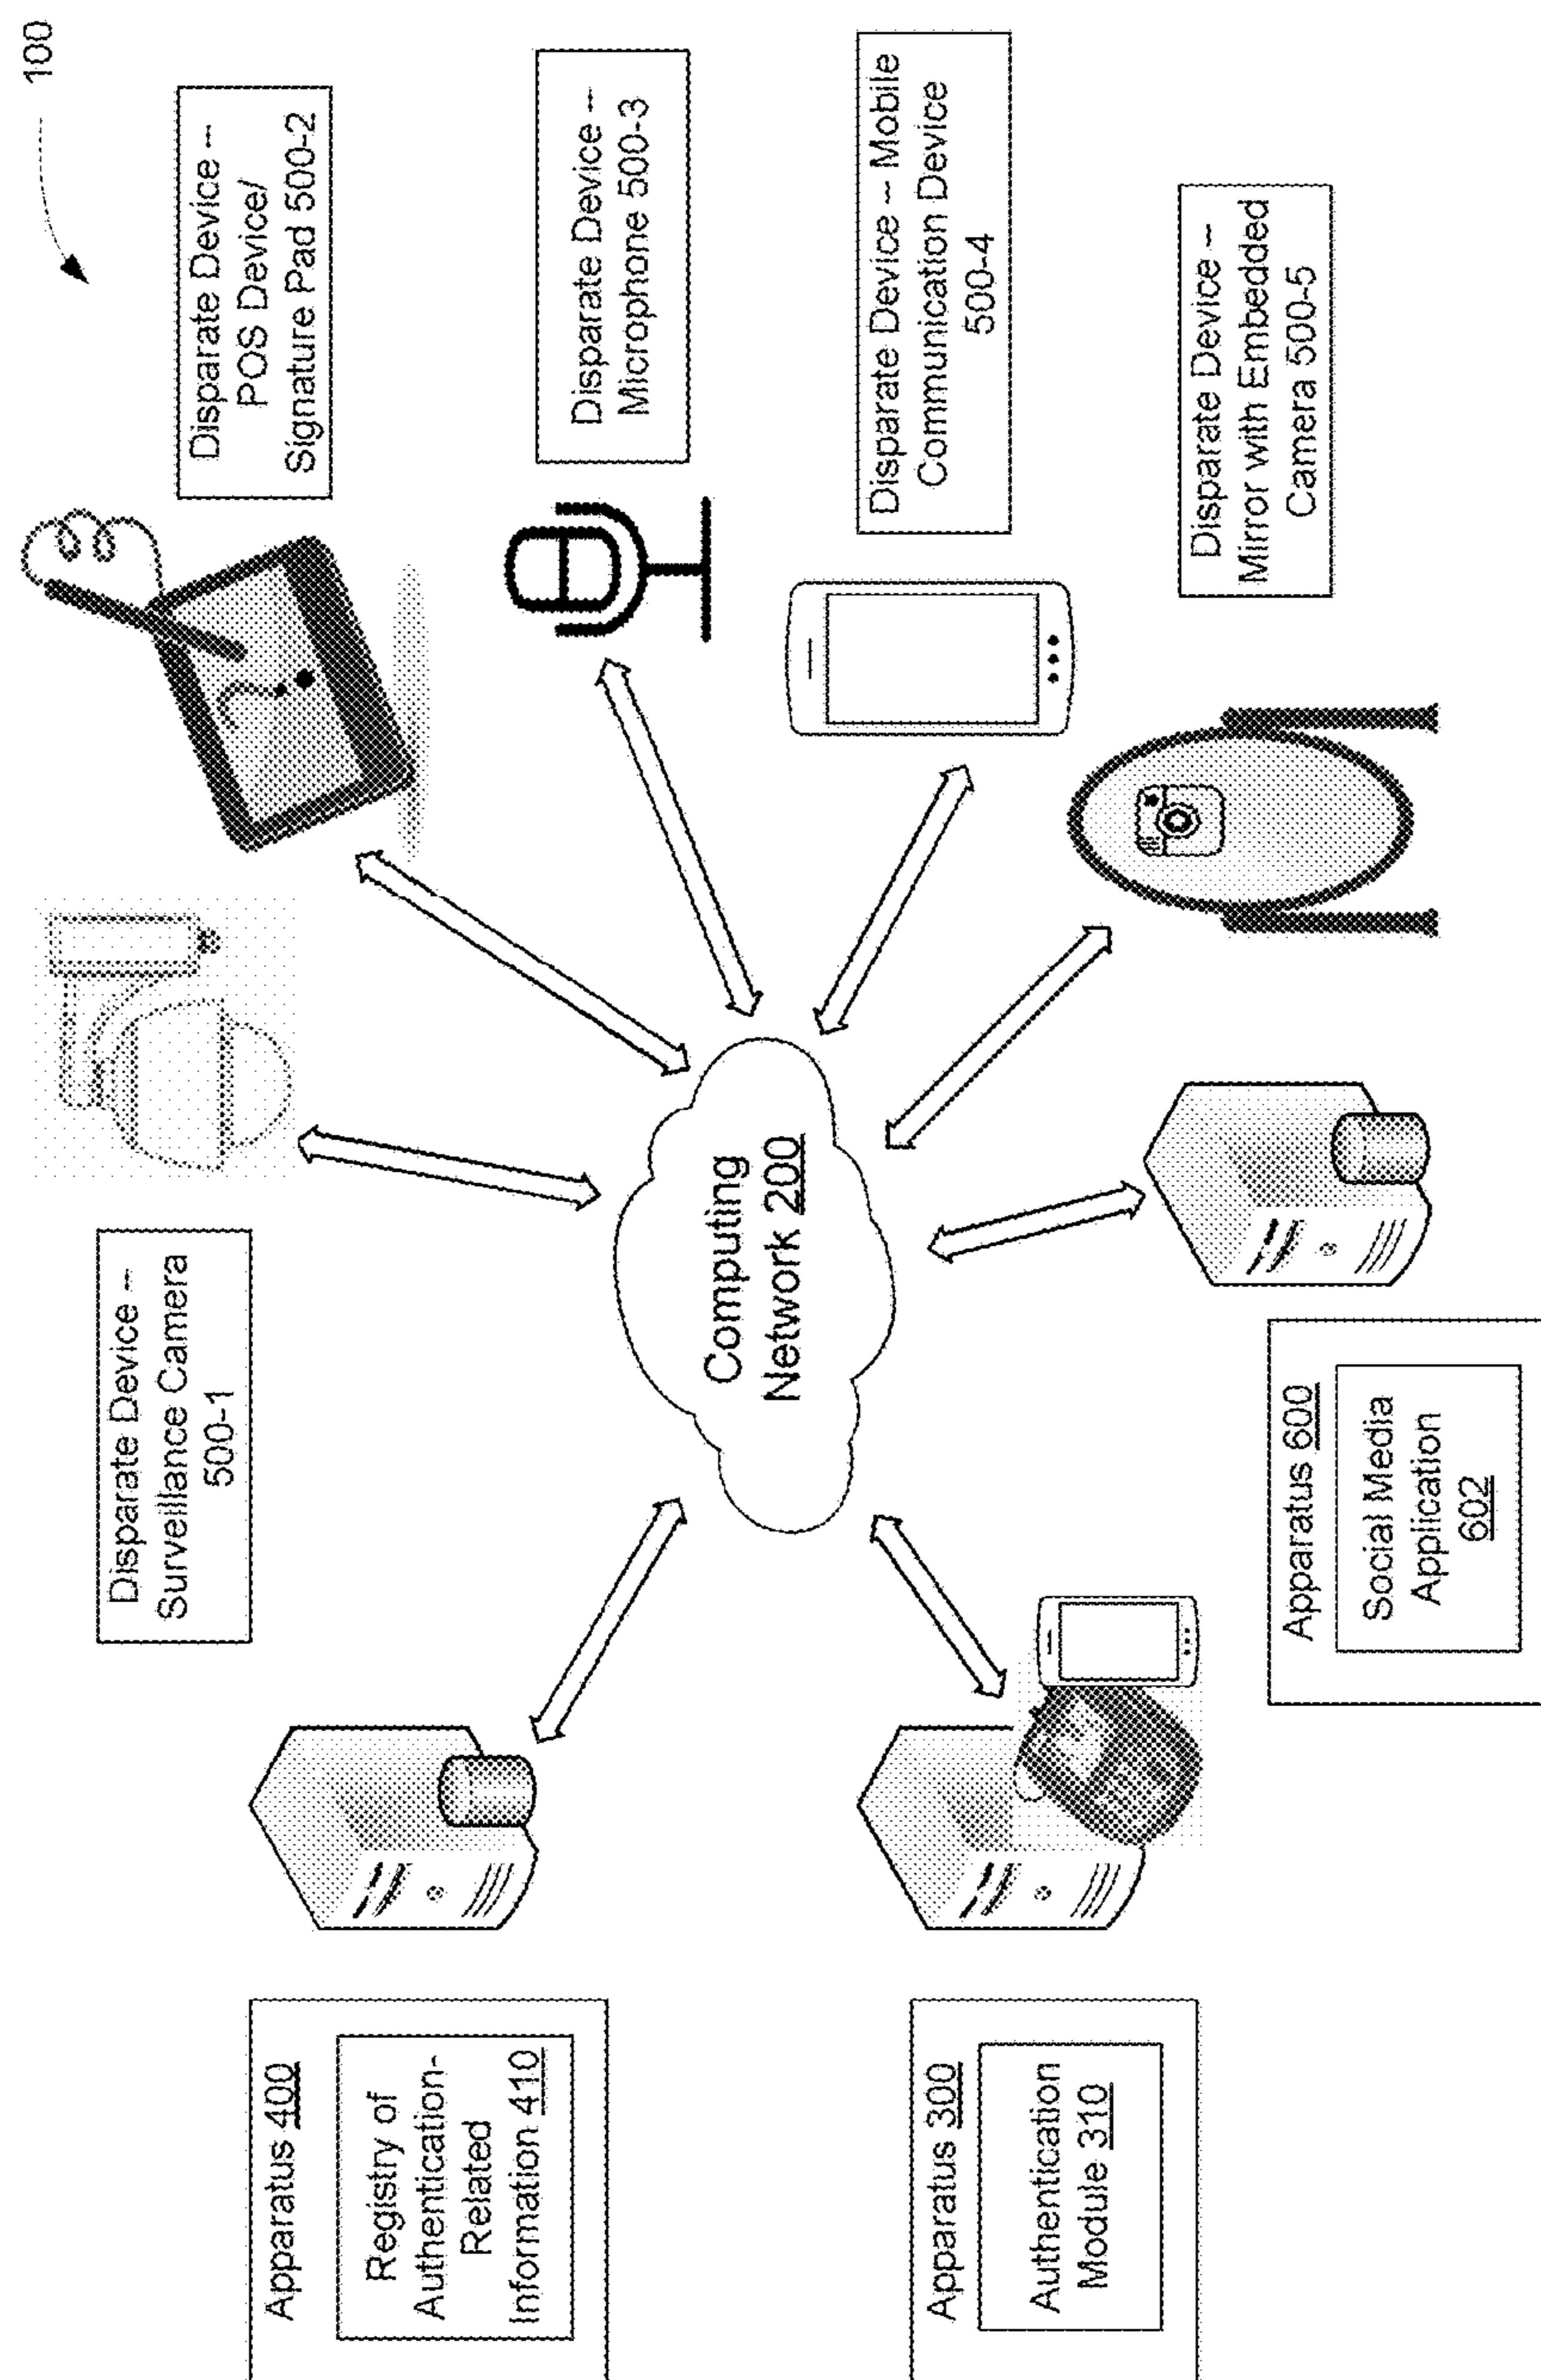 100
Disparate Device --
Surveillance Camera
500-1
Disparate Device --
POS Device/
Signature Pad 500-2
Disparate Device --
Microphone 500-3
Disparate Device -- Mobile
Communication Device
500-4
Disparate Device --
Mirror with Embedded
Camera 500-5
Computing
Network 200
Apparatus 400
Registry of
Authentication-
Related
Information 410
Apparatus 300
Authentication
Module 310
Apparatus 600
Social Media
Application
602